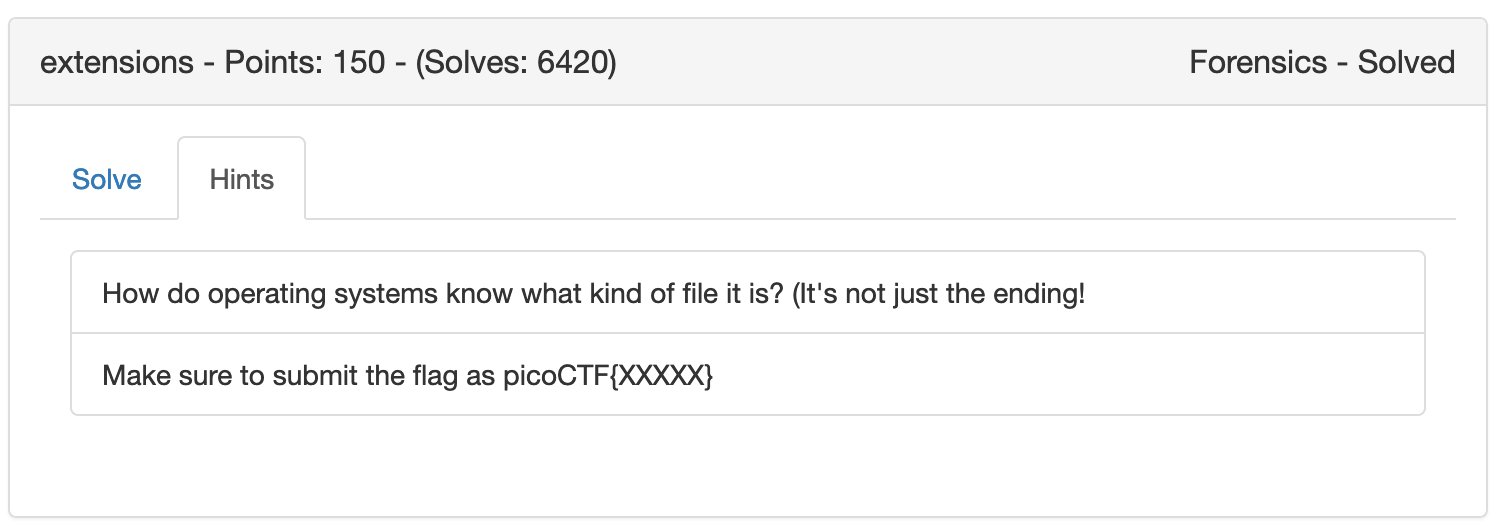 extensions - Points: 150 - (Solves: 6420)
Forensics - Solved
Solve
Hints
How do operating systems know what kind of file it is? (It's not just the ending!
Make sure to submit the flag as picoCTF{XXXXX}